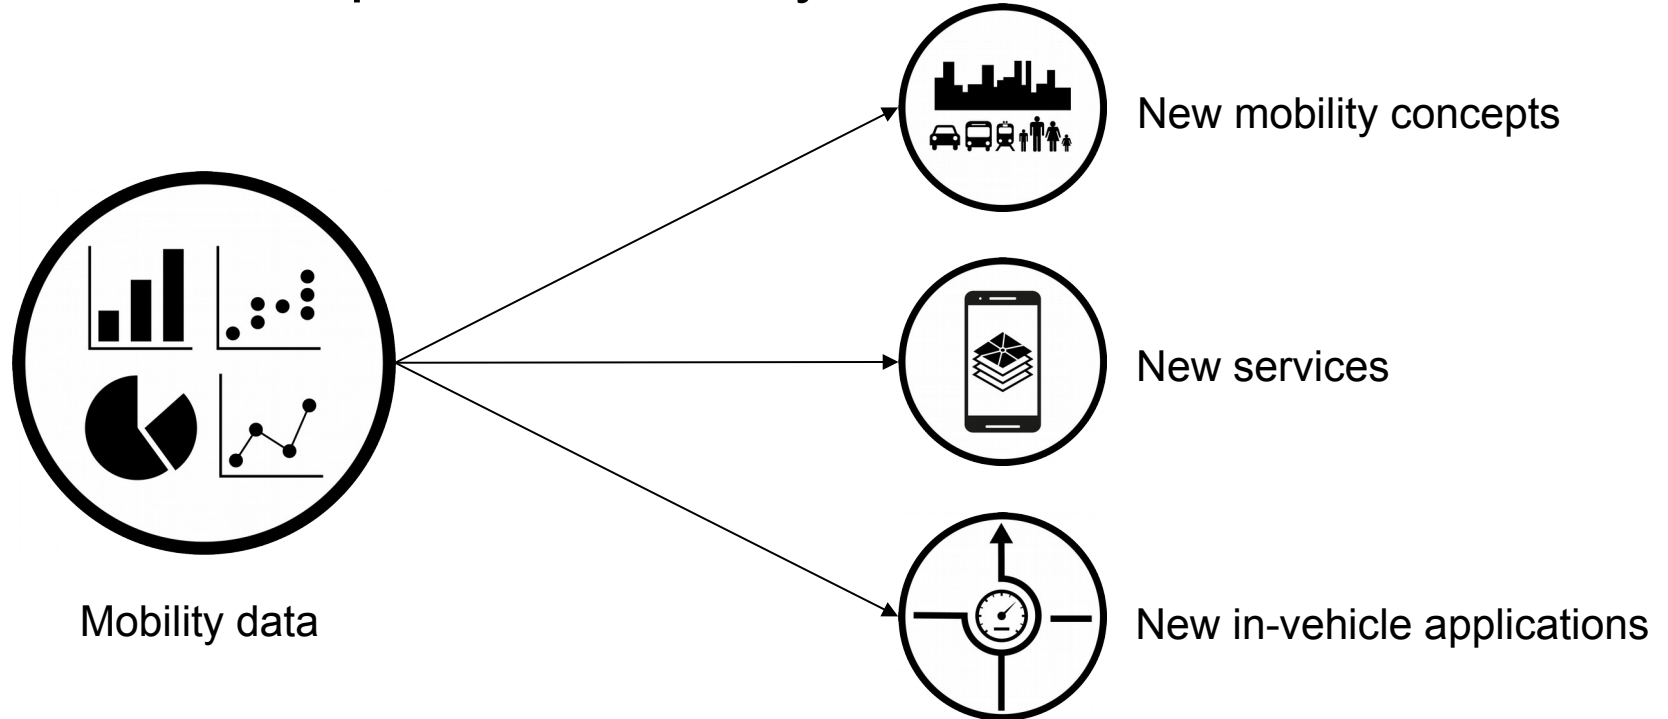 New mobility concepts
New services
Mobility data
New in-vehicle applications